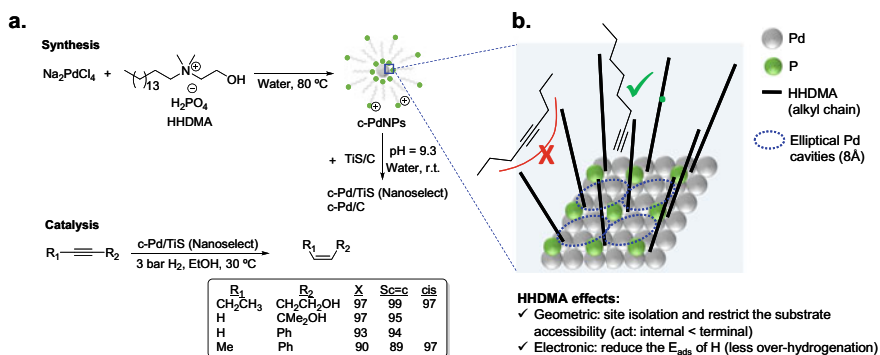 a.
Synthesis
Na2PdCl4 + ( )13 N ⊕ OH
⊖
H2PO4
HHDMA
Water, 80 ºC
⊕ ⊕
c-PdNPs
+ TiS/C
pH = 9.3
Water, r.t.
c-Pd/TiS (Nanoselect)
c-Pd/C
Catalysis
R1 R2
c-Pd/TiS (Nanoselect)
3 bar H2, EtOH, 30 ºC
R1 R2
R1 R2 X Sc=c cis
CH2CH3 CH2CH2OH 97 99 97
H CMe2OH 97 95
H Ph 93 94
Me Ph 90 89 97
b.
X
✓
Pd
P
HHDMA
(alkyl chain)
Elliptical Pd
cavities (8Å)
HHDMA effects:
✓ Geometric: site isolation and restrict the substrate
accessibility (act: internal < terminal)
✓ Electronic: reduce the Eads of H (less over-hydrogenation)